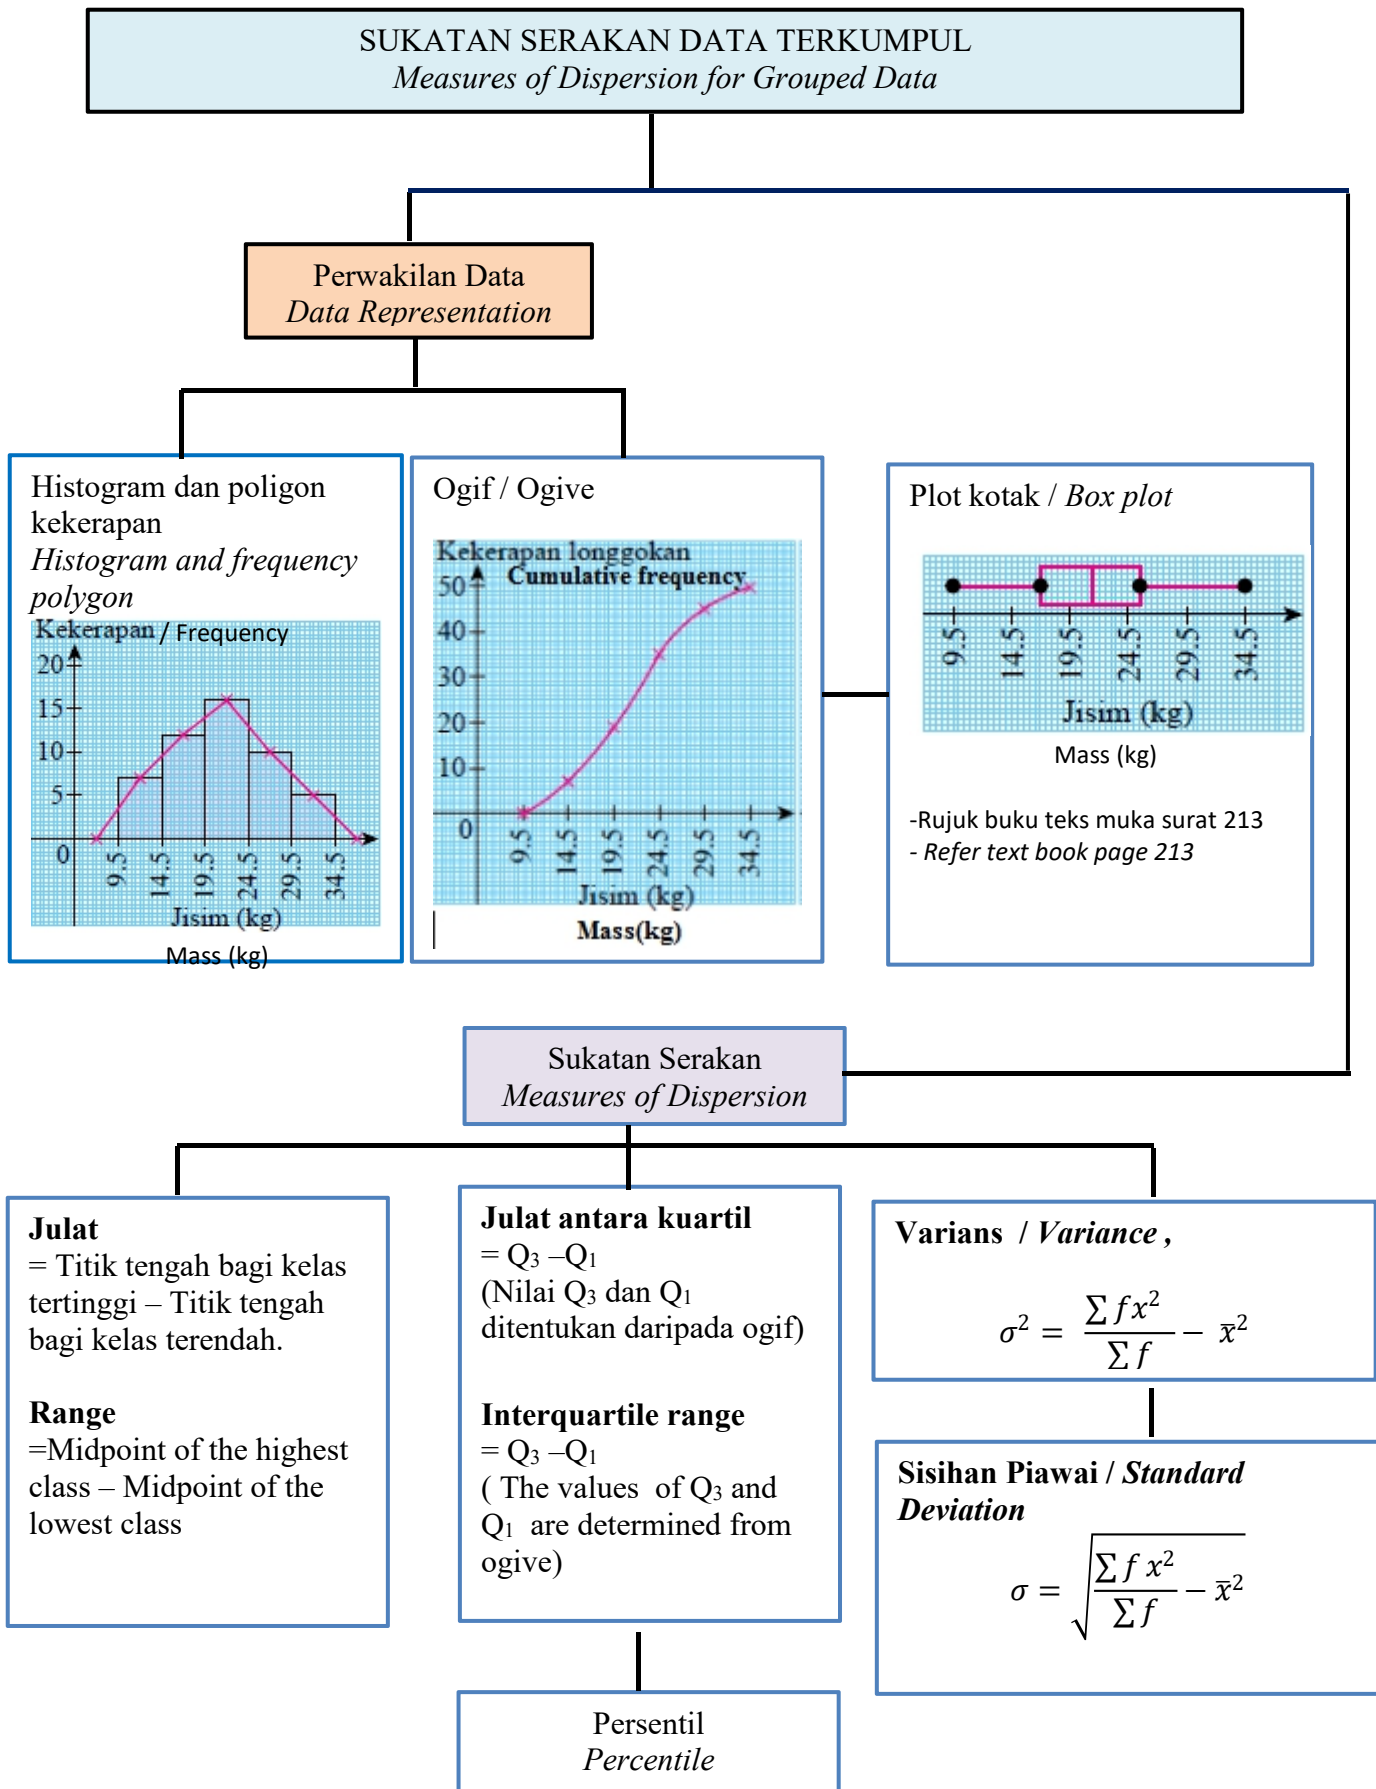 SUKATAN SERAKAN DATA TERKUMPUL
Measures of Dispersion for Grouped Data
Perwakilan Data
Data Representation
Histogram dan poligon
kekerapan
Histogram and frequency
polygon
Kekerapan / Frequency
20
15
10
5
0
9.5
14.5
19.5
24.5
29.5
34.5
Jisim (kg)
Mass (kg)
Ogif / Ogive
Kekerapan longgokan
Cumulative frequency
50
40
30
20
10
0
9.5
14.5
19.5
24.5
29.5
34.5
Jisim (kg)
Mass(kg)
Plot kotak / Box plot
9.5
14.5
19.5
24.5
29.5
34.5
Jisim (kg)
Mass (kg)
-Rujuk buku teks muka surat 213
- Refer text book page 213
Sukatan Serakan
Measures of Dispersion
Julat
= Titik tengah bagi kelas
tertinggi – Titik tengah
bagi kelas terendah.
Range
=Midpoint of the highest
class – Midpoint of the
lowest class
Julat antara kuartil
= Q₃ –Q₁
(Nilai Q₃ dan Q₁
ditentukan daripada ogif)
Interquartile range
= Q₃ –Q₁
( The values of Q₃ and
Q₁ are determined from
ogive)
Varians / Variance ,
σ² = ∑ fx² / ∑ f − x̅²
Sisihan Piawai / Standard
Deviation
σ = √(∑ f x² / ∑ f − x̅²)
Persentil
Percentile